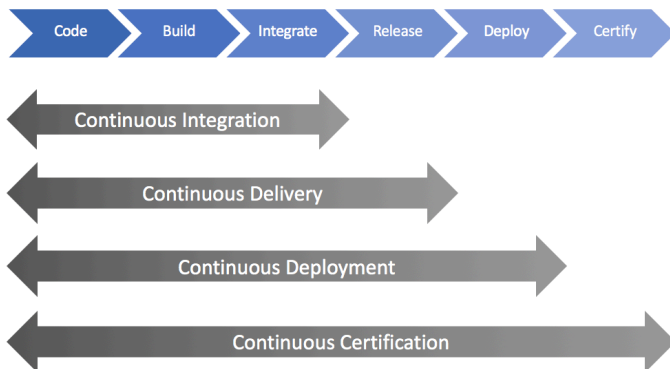 Code
Build
Integrate
Release
Deploy
Certify
Continuous Integration
Continuous Delivery
Continuous Deployment
Continuous Certification